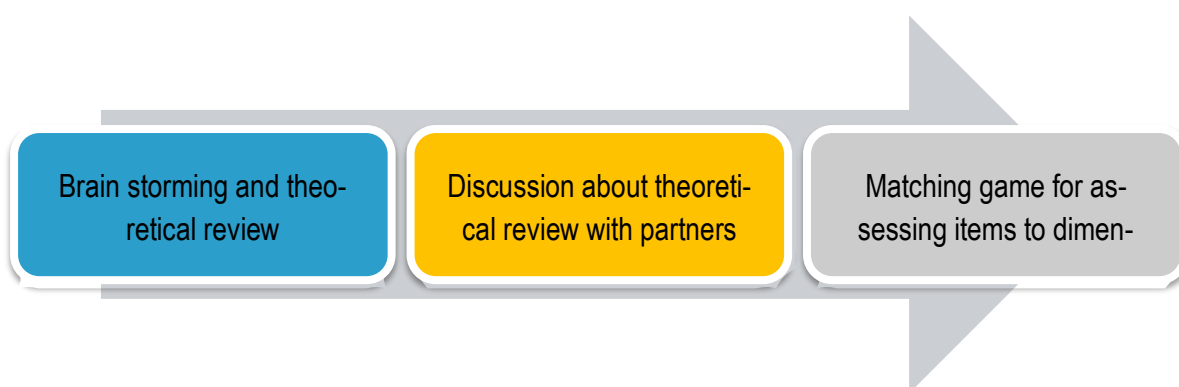 Brain storming and theo-
retical review
Discussion about theoreti-
cal review with partners
Matching game for as-
sessing items to dimen-